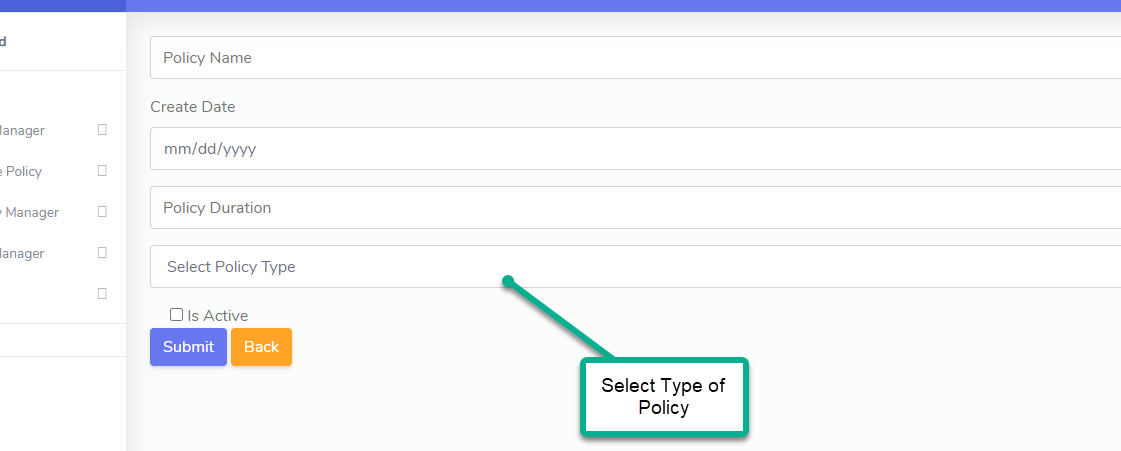 d
Manager
e Policy
y Manager
Manager
Policy Name
Create Date
mm/dd/yyyy
Policy Duration
Select Policy Type
Is Active
Submit Back
Select Type of
Policy